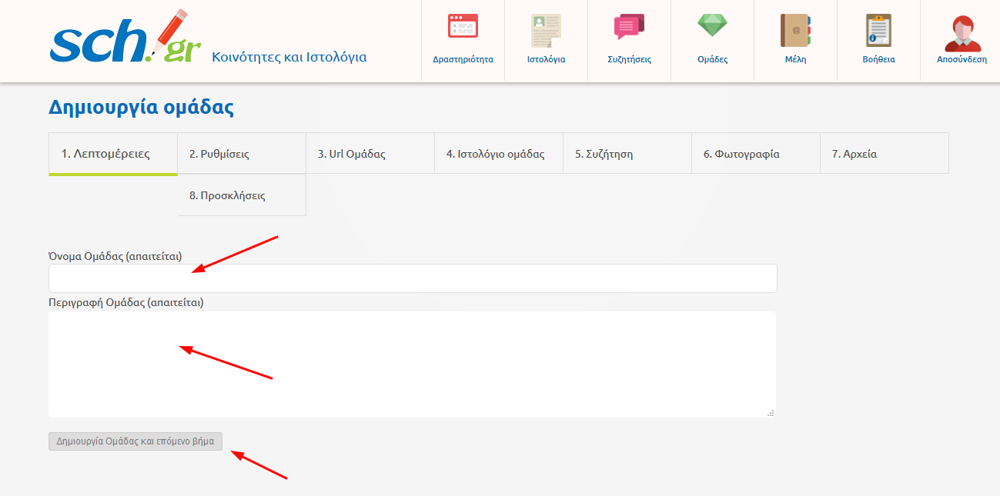 sch.gr
Κοινότητες και Ιστολόγια
Δραστηριότητα
Ιστολόγια
Συζητήσεις
Ομάδες
Μέλη
Βοήθεια
Αποσύνδεση
Δημιουργία ομάδας
1. Λεπτομέρειες
2. Ρυθμίσεις
3. Url Ομάδας
4. Ιστολόγιο ομάδας
5. Συζήτηση
6. Φωτογραφία
7. Αρχεία
8. Προσκλήσεις
Όνομα Ομάδας (απαιτείται)
Περιγραφή Ομάδας (απαιτείται)
Δημιουργία Ομάδας και επόμενο βήμα